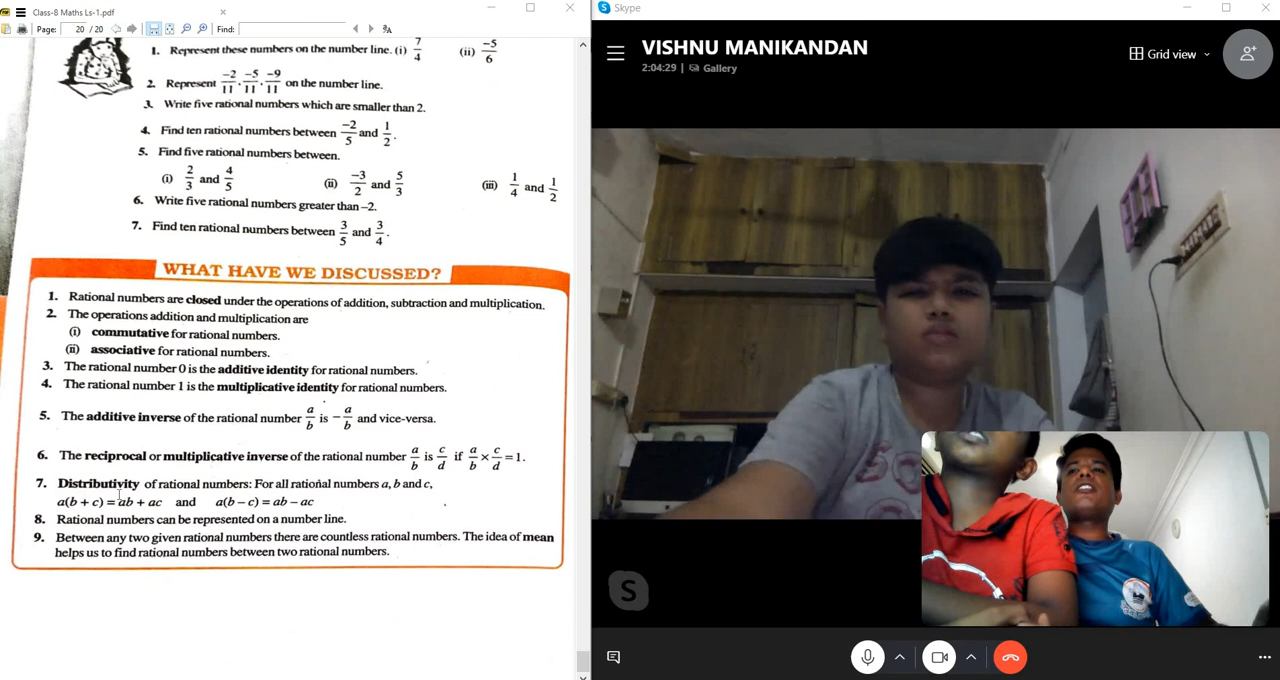 Class-8 Maths Ls-1.pdf
Page: 20 / 20 Find:
1. Represent these numbers on the number line. (i) 7/4 (ii) -5/6
2. Represent -2/11, -5/11, -9/11 on the number line.
3. Write five rational numbers which are smaller than 2.
4. Find ten rational numbers between -2/5 and 1/2.
5. Find five rational numbers between.
(i) 2/3 and 4/5 (ii) -3/2 and 5/3 (iii) 1/4 and 1/2
6. Write five rational numbers greater than –2.
7. Find ten rational numbers between 3/5 and 3/4.
WHAT HAVE WE DISCUSSED?
1. Rational numbers are closed under the operations of addition, subtraction and multiplication.
2. The operations addition and multiplication are
(i) commutative for rational numbers.
(ii) associative for rational numbers.
3. The rational number 0 is the additive identity for rational numbers.
4. The rational number 1 is the multiplicative identity for rational numbers.
5. The additive inverse of the rational number a/b is – a/b and vice-versa.
6. The reciprocal or multiplicative inverse of the rational number a/b is c/d if a/b × c/d = 1.
7. Distributivity of rational numbers: For all rational numbers a, b and c,
a(b + c) = ab + ac and a(b – c) = ab – ac
8. Rational numbers can be represented on a number line.
9. Between any two given rational numbers there are countless rational numbers. The idea of mean
helps us to find rational numbers between two rational numbers.
Skype
VISHNU MANIKANDAN
2:04:29 | Gallery
Grid view
S